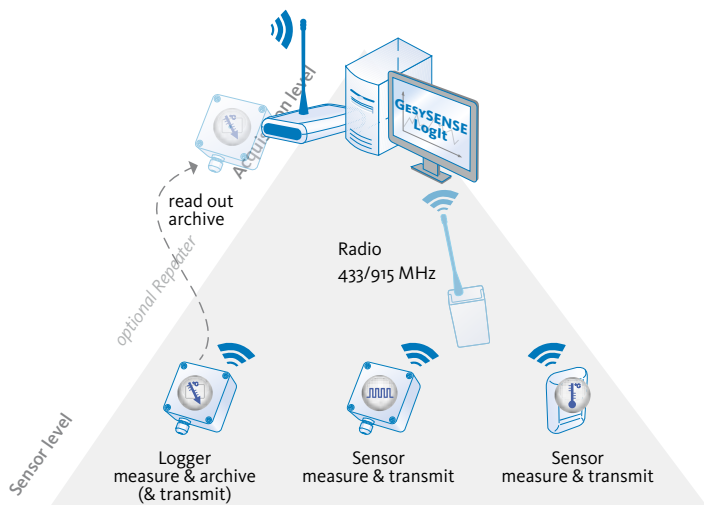 GESYSENSE
LogIt
Acquisition level
read out
archive
optional Repeater
Radio
433/915 MHz
Sensor level
Logger
measure & archive
(& transmit)
Sensor
measure & transmit
Sensor
measure & transmit